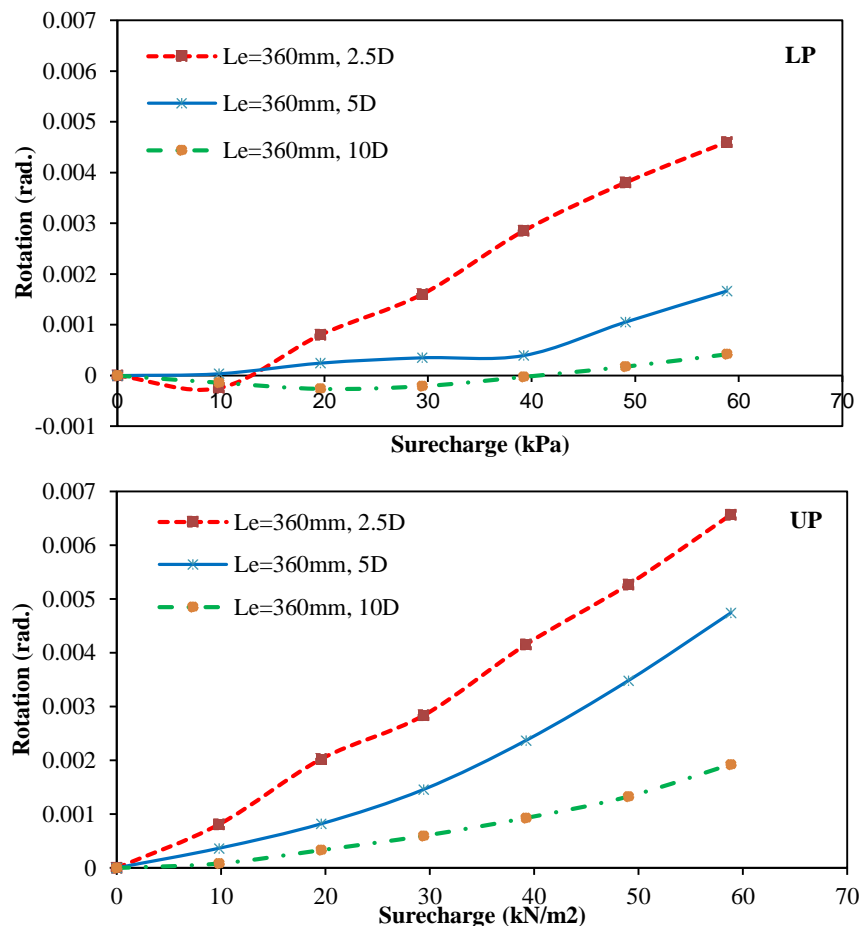 0.007
0.006
0.005
0.004
0.003
0.002
0.001
0
-0.001
Rotation (rad.)
LP
Le=360mm, 2.5D
Le=360mm, 5D
Le=360mm, 10D
0 10 20 30 40 50 60 70
Surecharge (kPa)
0.007
0.006
0.005
0.004
0.003
0.002
0.001
0
Rotation (rad.)
UP
Le=360mm, 2.5D
Le=360mm, 5D
Le=360mm, 10D
0 10 20 30 40 50 60 70
Surecharge (kN/m2)